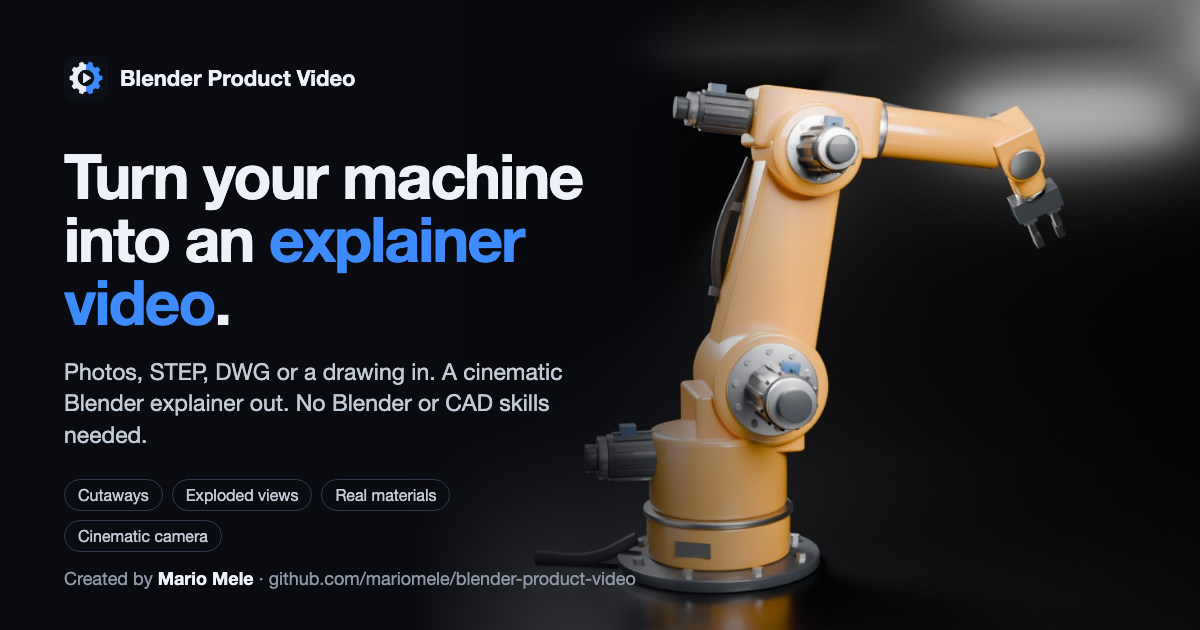 Blender Product Video
Turn your machine
into an explainer
video.
Photos, STEP, DWG or a drawing in. A cinematic
Blender explainer out. No Blender or CAD skills
needed.
Cutaways
Exploded views
Real materials
Cinematic camera
Created by Mario Mele · github.com/mariomele/blender-product-video